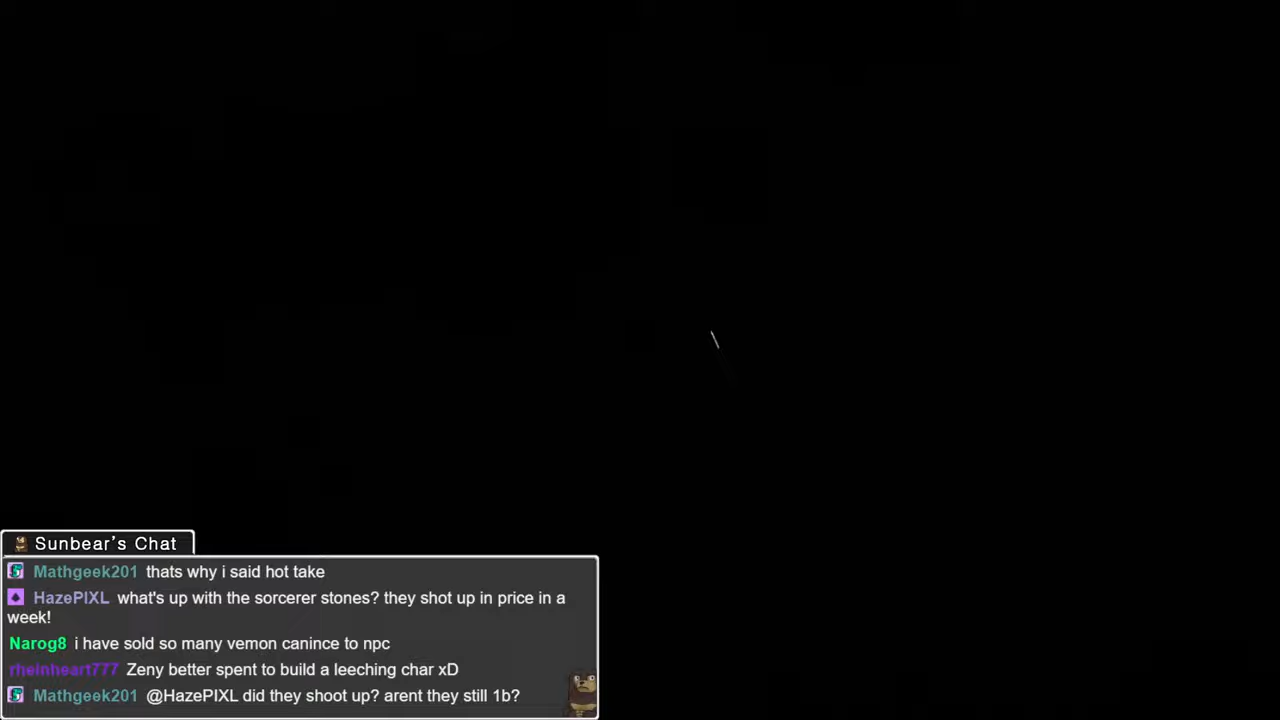 Sunbear's Chat
Mathgeek201 thats why i said hot take
HazePIXL what's up with the sorcerer stones? they shot up in price in a
week!
Narog8 i have sold so many vemon canince to npc
rheinheart777 Zeny better spent to build a leeching char xD
Mathgeek201 @HazePIXL did they shoot up? arent they still 1b?